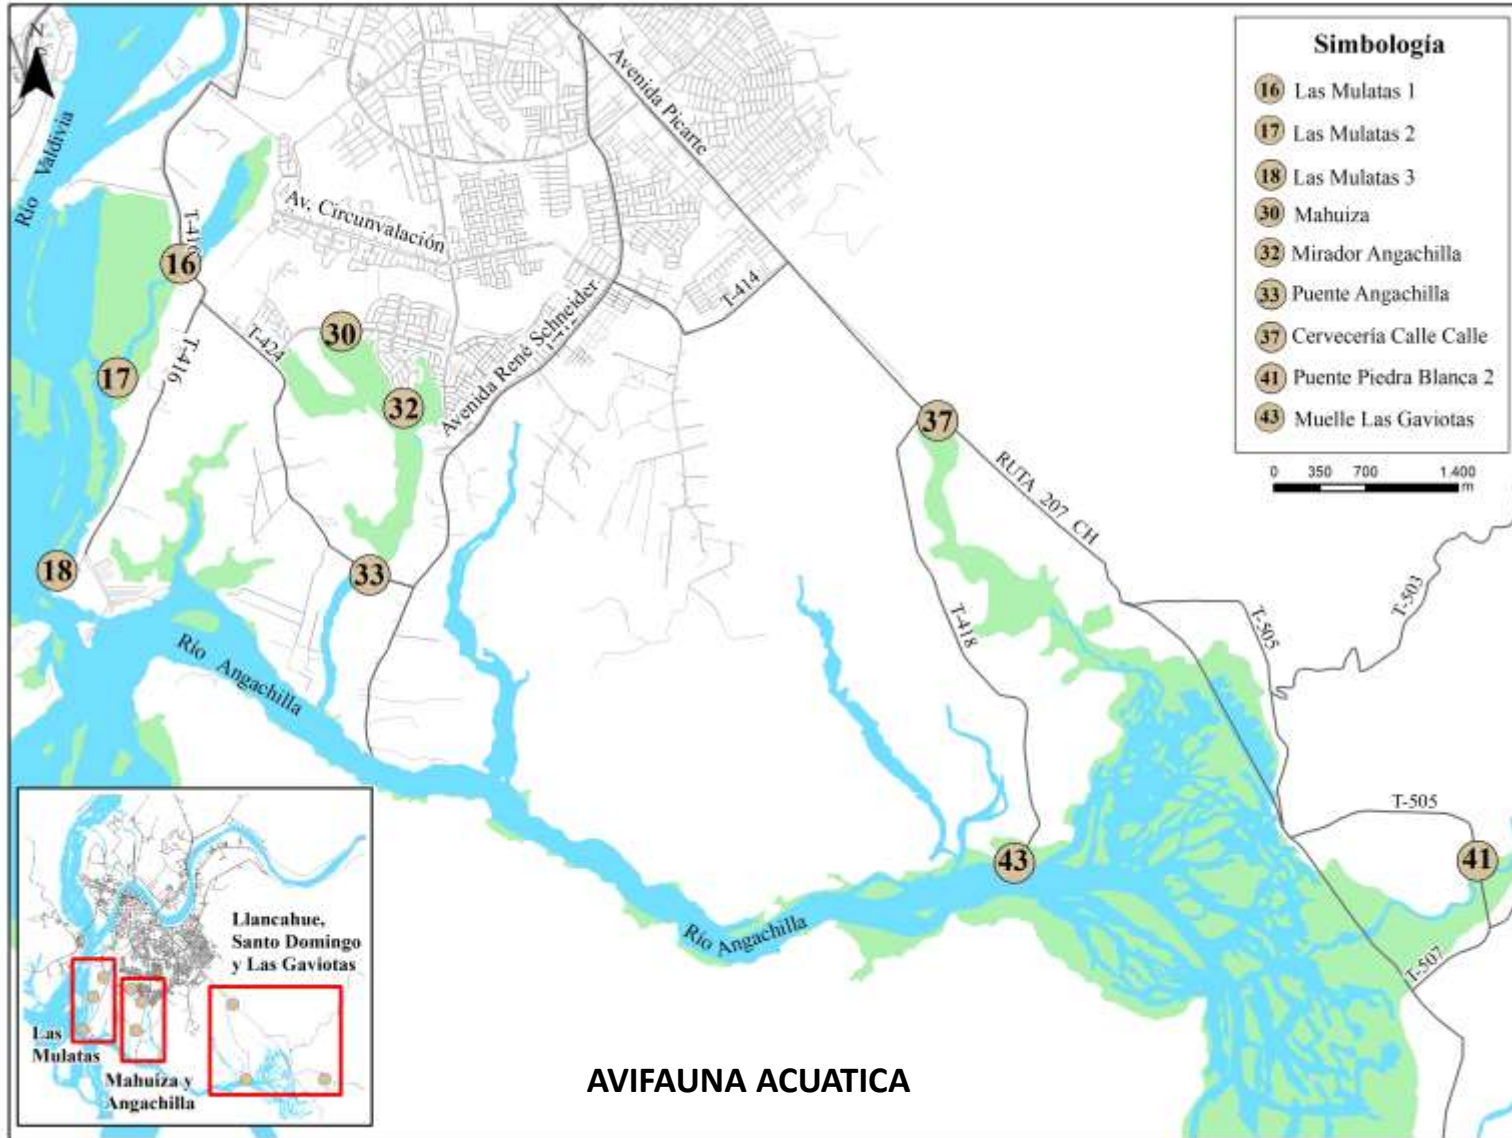 N
Simbología
16 Las Mulatas 1
17 Las Mulatas 2
18 Las Mulatas 3
30 Mahuiza
32 Mirador Angachilla
33 Puente Angachilla
37 Cervecería Calle Calle
41 Puente Piedra Blanca 2
43 Muelle Las Gaviotas
0 350 700 1.400
m
Río Valdivia
Avenida Picarte
Av. Circunvalación
T-416
16
T-414
30
T-424
T-416
17
32
Avenida René Schneider
37
RUTA 207 CH
18
33
T-418
T-503
T-505
Río Angachilla
T-505
43
41
Río Angachilla
T-507
Llancahue,
Santo Domingo
y Las Gaviotas
Las
Mulatas
Mahuiza y
Angachilla
AVIFAUNA ACUATICA